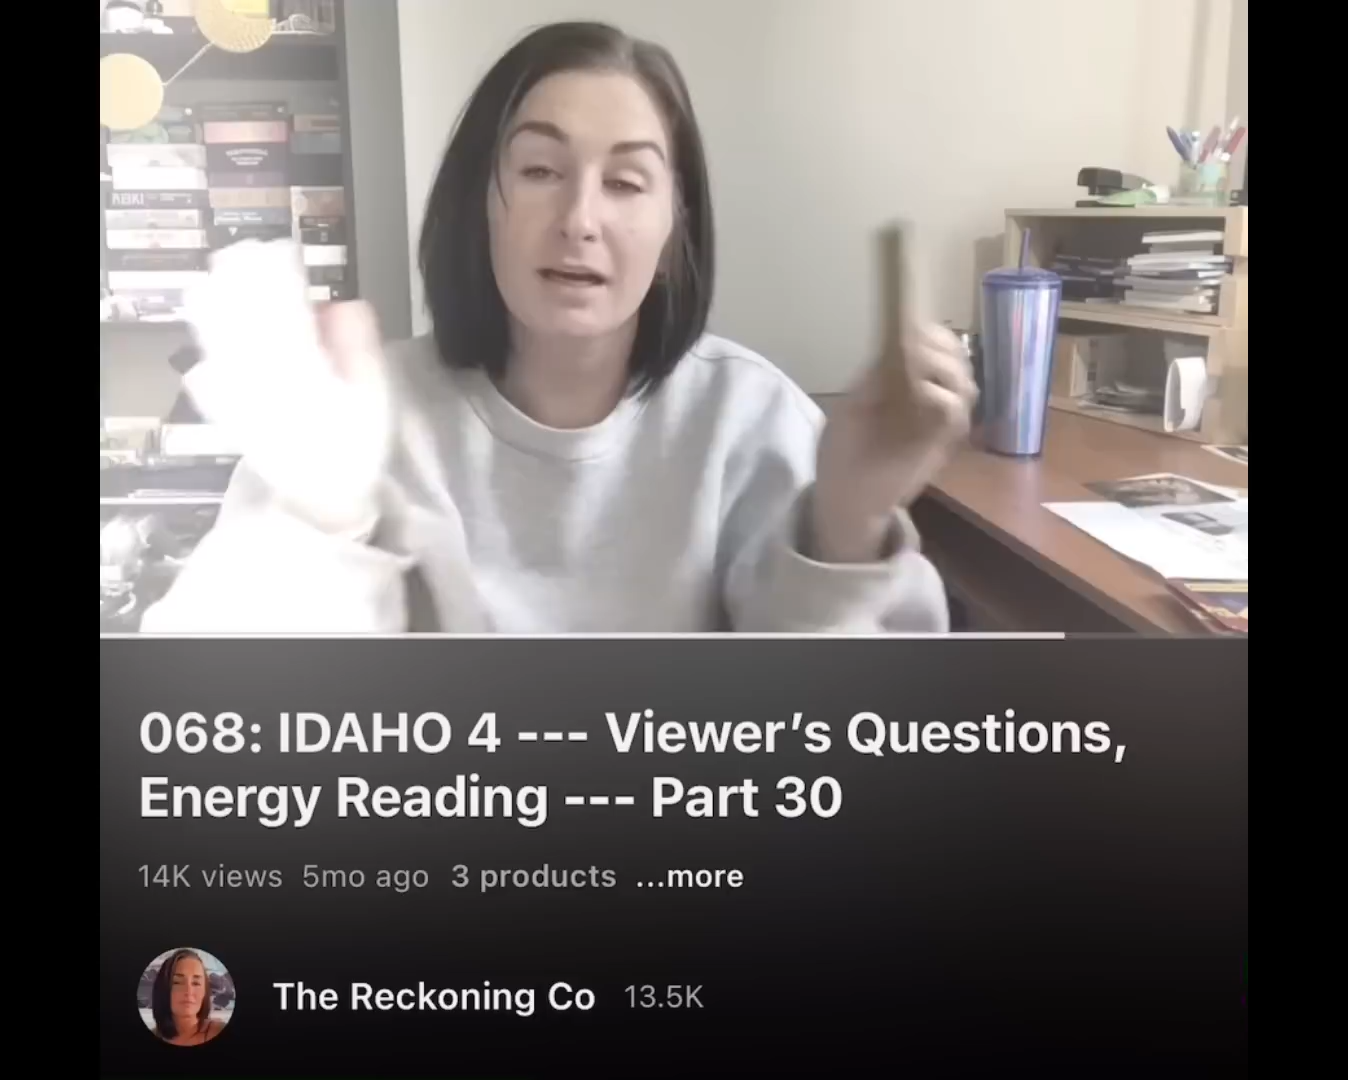 REIKI
068: IDAHO 4 --- Viewer's Questions,
Energy Reading --- Part 30
14K views 5mo ago 3 products ...more
The Reckoning Co 13.5K